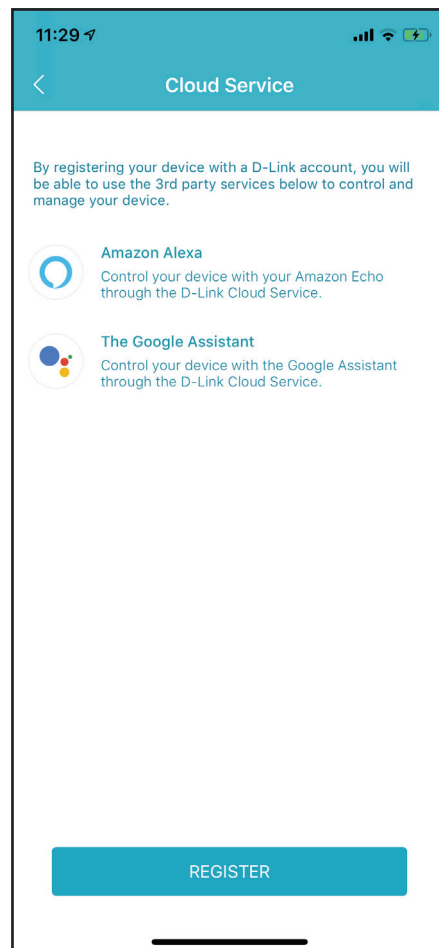 11:29
Cloud Service
By registering your device with a D-Link account, you will
be able to use the 3rd party services below to control and
manage your device.
Amazon Alexa
Control your device with your Amazon Echo
through the D-Link Cloud Service.
The Google Assistant
Control your device with the Google Assistant
through the D-Link Cloud Service.
REGISTER